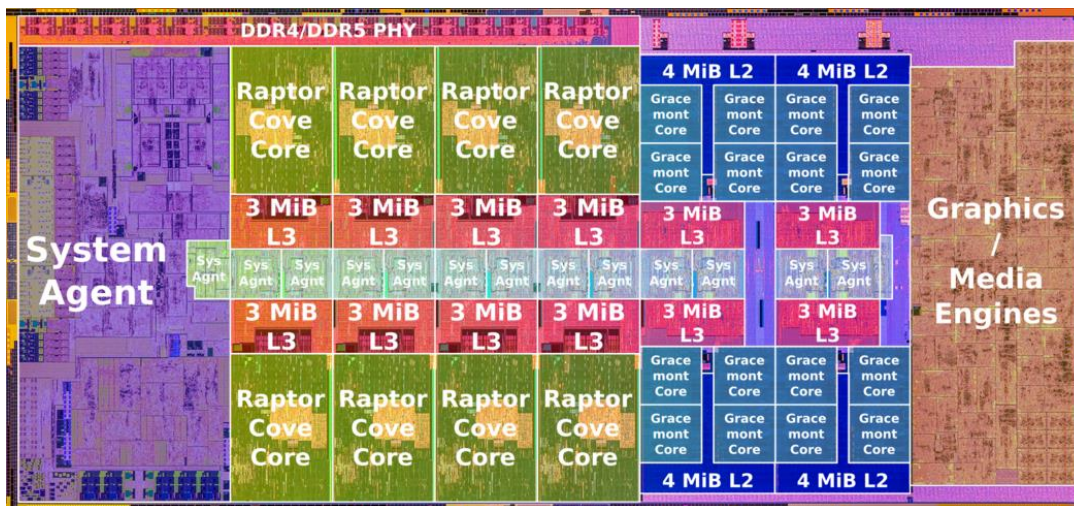 DDR4/DDR5 PHY
System
Agent
Raptor
Cove
Core
Raptor
Cove
Core
Raptor
Cove
Core
Raptor
Cove
Core
4 MiB L2
4 MiB L2
Grace
mont
Core
Grace
mont
Core
Grace
mont
Core
Grace
mont
Core
Grace
mont
Core
Grace
mont
Core
Grace
mont
Core
Grace
mont
Core
3 MiB
L3
3 MiB
L3
3 MiB
L3
3 MiB
L3
3 MiB
L3
3 MiB
L3
Sys
Agnt
Sys
Agnt
Sys
Agnt
Sys
Agnt
Sys
Agnt
Sys
Agnt
Sys
Agnt
Sys
Agnt
Sys
Agnt
Sys
Agnt
Sys
Agnt
Sys
Agnt
Sys
Agnt
3 MiB
L3
3 MiB
L3
3 MiB
L3
3 MiB
L3
3 MiB
L3
3 MiB
L3
Raptor
Cove
Core
Raptor
Cove
Core
Raptor
Cove
Core
Raptor
Cove
Core
Grace
mont
Core
Grace
mont
Core
Grace
mont
Core
Grace
mont
Core
Grace
mont
Core
Grace
mont
Core
Grace
mont
Core
Grace
mont
Core
4 MiB L2
4 MiB L2
Graphics
/
Media
Engines